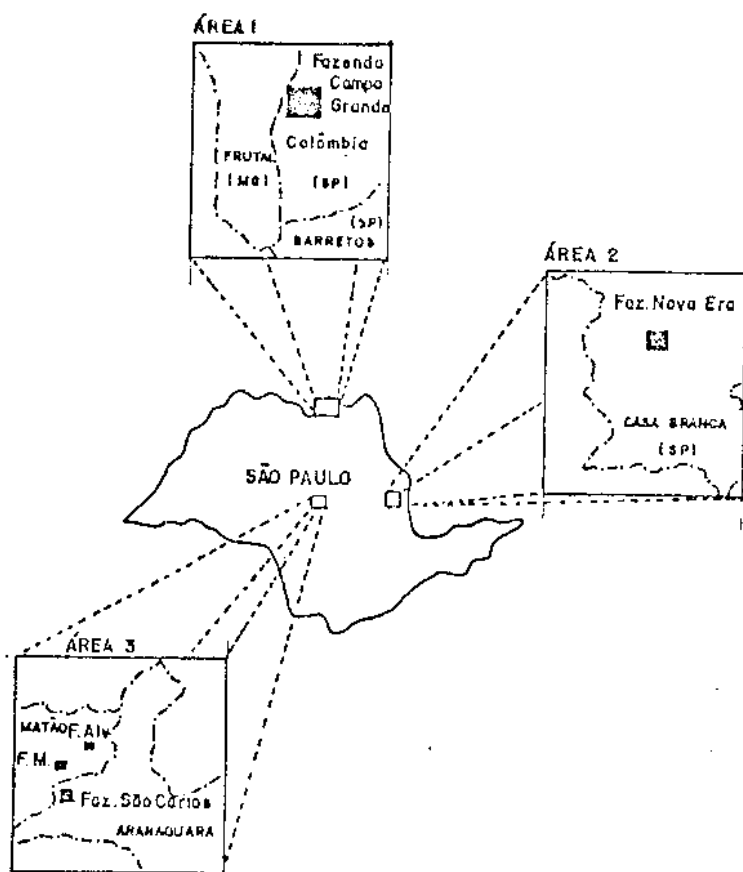 ÁREA 1
Fazenda
Campo
Grande
Colômbia
FRUTAL
(MG)
(SP)
(SP)
BARRETOS
ÁREA 2
Faz. Nova Era
CASA BRANCA
(SP)
SÃO PAULO
ÁREA 3
MATÃO F. Alv
F. M.
Faz. São Carlos
ARARAQUARA